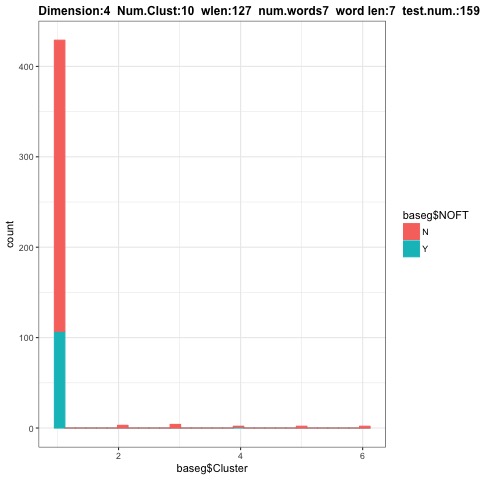 Dimension:4  Num.Clust:10  wlen:127  num.words7  word len:7  test.num.:159
400
300
200
100
0
count
2
4
6
baseg$Cluster
baseg$NOFT
N
Y